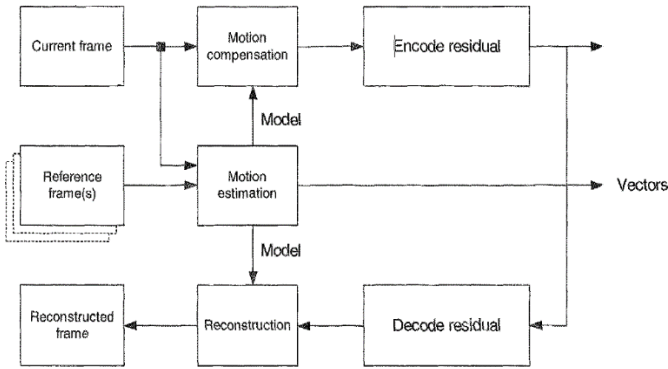 Current frame
Motion
compensation
Encode residual
Model
Reference
frame(s)
Motion
estimation
Vectors
Model
Reconstructed
frame
Reconstruction
Decode residual